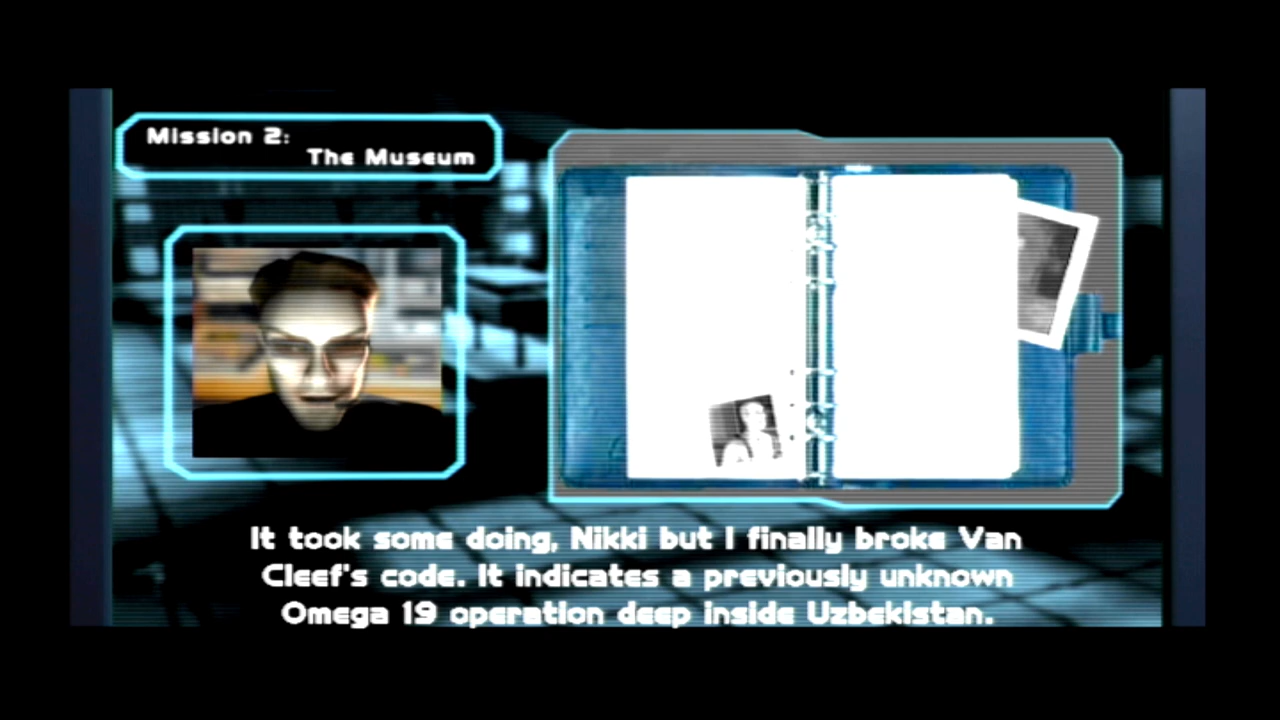 Mission 2:
The Museum
It took some doing, Nikki but I finally broke Van
Cleef's code. It indicates a previously unknown
Omega 19 operation deep inside Uzbekistan.